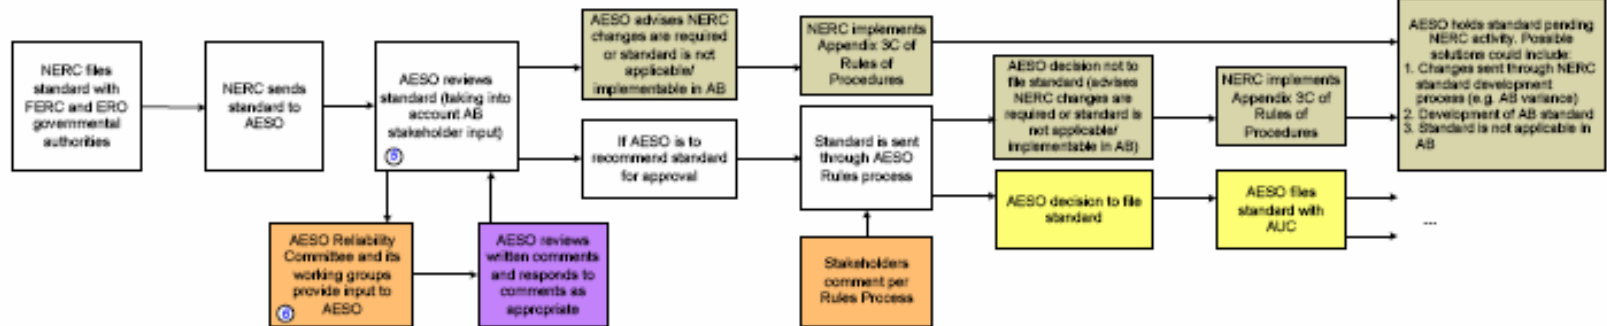 NERC files
standard with
FERC and ERO
governmental
authorities
NERC sends
standard to
AESO
AESO reviews
standard (taking into
account AB
stakeholder input)
5
AESO Reliability
Committee and its
working groups
provide input to
AESO
6
AESO reviews
written comments
and responds to
comments as
appropriate
AESO advises NERC
changes are required
or standard is not
applicable/
implementable in AB
If AESO is to
recommend standard
for approval
NERC implements
Appendix 3C of
Rules of
Procedures
Standard is sent
through AESO
Rules process
Stakeholders
comment per
Rules Process
AESO decision not to
file standard (advises
NERC changes are
required or standard is
not applicable/
implementable in AB)
AESO decision to file
standard
NERC implements
Appendix 3C of
Rules of
Procedures
AESO files
standard with
AUC
AESO holds standard pending
NERC activity. Possible
solutions could include:
1. Changes sent through NERC
standard development
process (e.g. AB variance)
2. Development of AB standard
3. Standard is not applicable in
AB
...